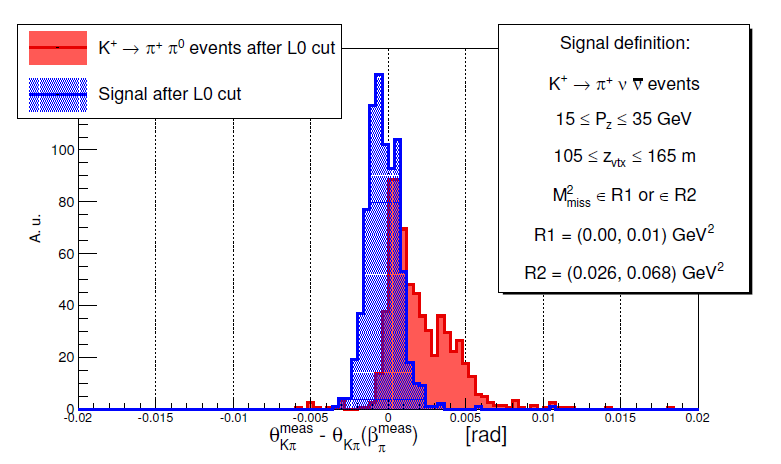 K⁺ → π⁺ π⁰ events after L0 cut
Signal after L0 cut
Signal definition:
K⁺ → π⁺ ν ν̅ events
15 ≤ P_z ≤ 35 GeV
105 ≤ z_vtx ≤ 165 m
M²_miss ∈ R1 or ∈ R2
R1 = (0.00, 0.01) GeV²
R2 = (0.026, 0.068) GeV²
A. u.
100
80
60
40
20
0
-0.02 -0.015 -0.01 -0.005 0 0.005 0.01 0.015 0.02
θ_Kπ^meas - θ_Kπ(β_π^meas) [rad]